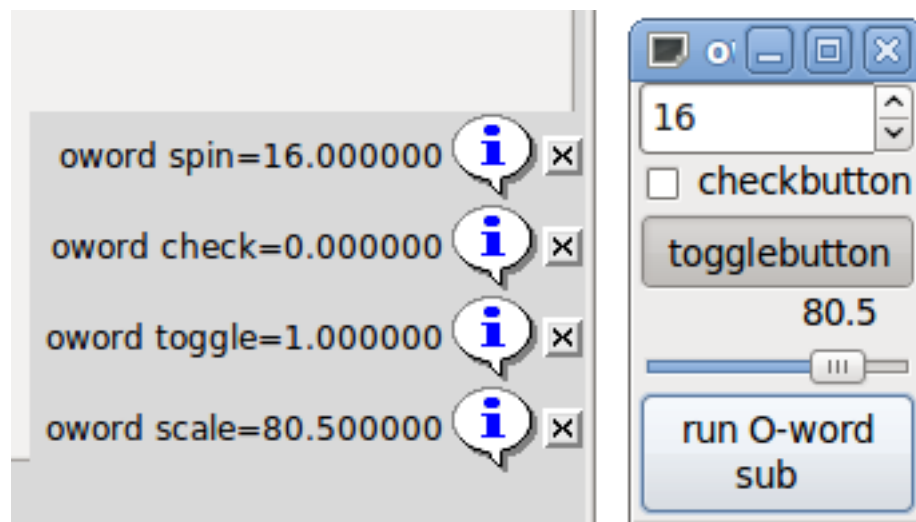 oword spin=16.000000
oword check=0.000000
oword toggle=1.000000
oword scale=80.500000
16
checkbutton
togglebutton
80.5
run O-word
sub